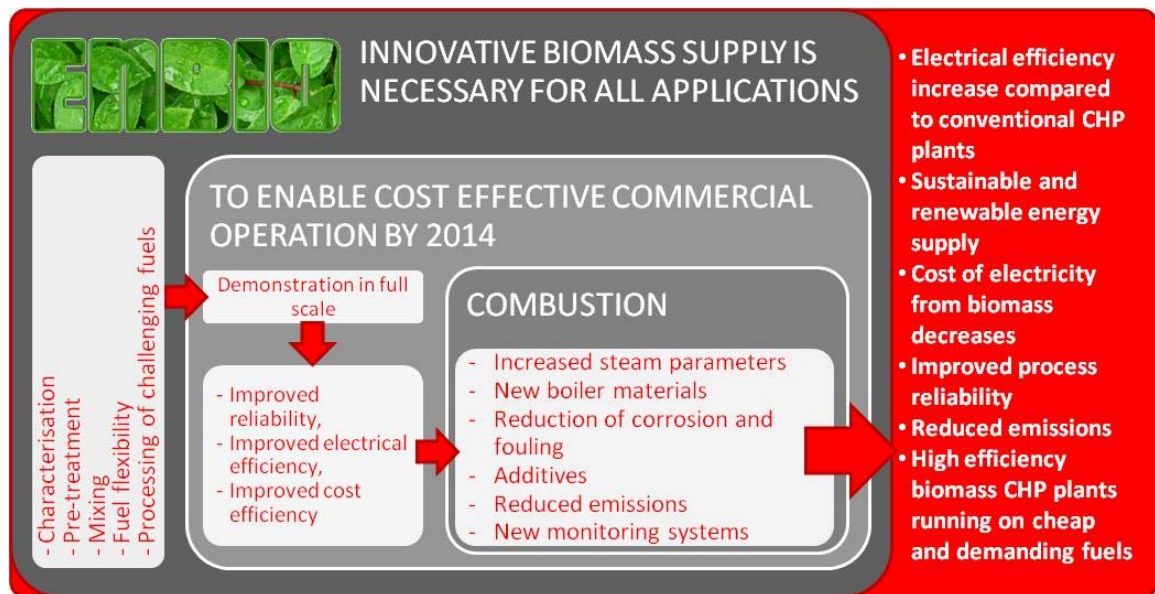 ENBIO
INNOVATIVE BIOMASS SUPPLY IS
NECESSARY FOR ALL APPLICATIONS
- Characterisation
- Pre-treatment
- Mixing
- Fuel flexibility
- Processing of challenging fuels
TO ENABLE COST EFFECTIVE COMMERCIAL
OPERATION BY 2014
Demonstration in full
scale
- Improved
reliability,
- Improved electrical
efficiency,
- Improved cost
efficiency
COMBUSTION
- Increased steam parameters
- New boiler materials
- Reduction of corrosion and
fouling
- Additives
- Reduced emissions
- New monitoring systems
• Electrical efficiency
increase compared
to conventional CHP
plants
• Sustainable and
renewable energy
supply
• Cost of electricity
from biomass
decreases
• Improved process
reliability
• Reduced emissions
• High efficiency
biomass CHP plants
running on cheap
and demanding fuels